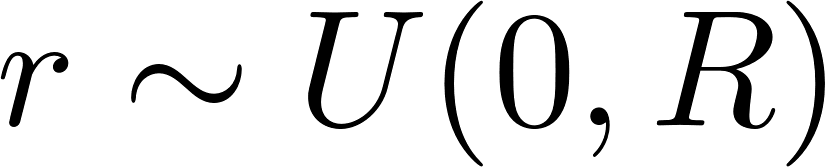 r ∼ U(0, R)